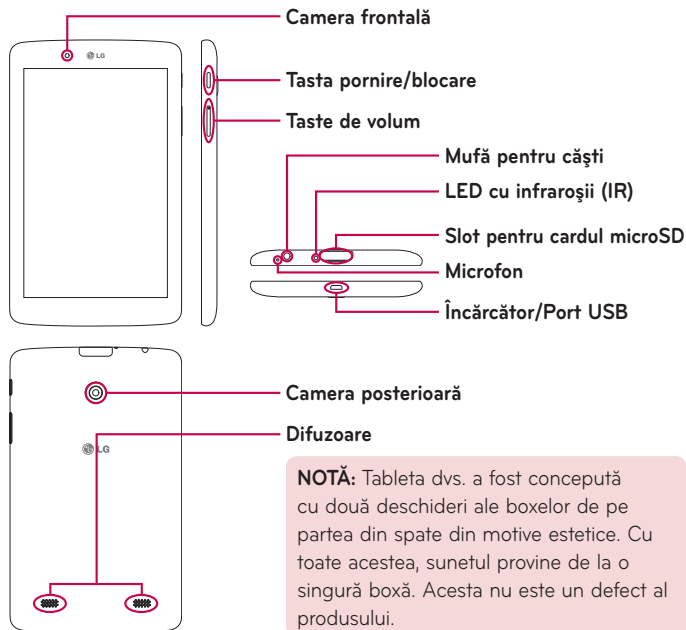 Camera frontală
LG
Tasta pornire/blocare
Taste de volum
Mufă pentru căşti
LED cu infraroşii (IR)
Slot pentru cardul microSD
Microfon
Încărcător/Port USB
Camera posterioară
Difuzoare
LG
NOTĂ: Tableta dvs. a fost concepută
cu două deschideri ale boxelor de pe
partea din spate din motive estetice. Cu
toate acestea, sunetul provine de la o
singură boxă. Acesta nu este un defect al
produsului.